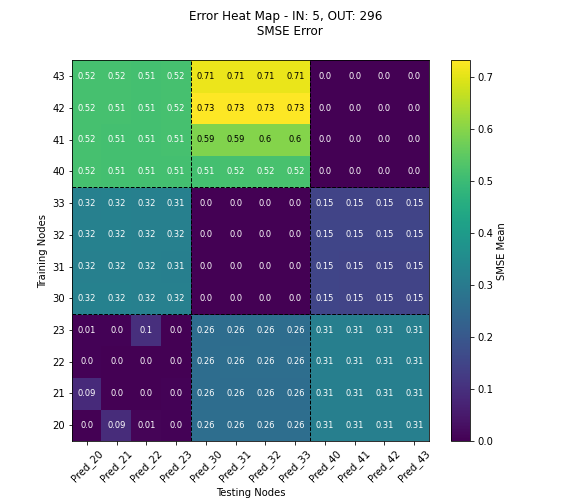 Error Heat Map - IN: 5, OUT: 296
SMSE Error
43 0.52 0.52 0.51 0.52 0.71 0.71 0.71 0.71 0.0 0.0 0.0 0.0
42 0.52 0.51 0.51 0.52 0.73 0.73 0.73 0.73 0.0 0.0 0.0 0.0
41 0.52 0.51 0.51 0.51 0.59 0.59 0.6 0.6 0.0 0.0 0.0 0.0
40 0.52 0.51 0.51 0.51 0.51 0.52 0.52 0.52 0.0 0.0 0.0 0.0
33 0.32 0.32 0.32 0.31 0.0 0.0 0.0 0.0 0.15 0.15 0.15 0.15
32 0.32 0.32 0.32 0.32 0.0 0.0 0.0 0.0 0.15 0.15 0.15 0.15
31 0.32 0.32 0.32 0.31 0.0 0.0 0.0 0.0 0.15 0.15 0.15 0.15
30 0.32 0.32 0.32 0.32 0.0 0.0 0.0 0.0 0.15 0.15 0.15 0.15
23 0.01 0.0 0.1 0.0 0.26 0.26 0.26 0.26 0.31 0.31 0.31 0.31
22 0.0 0.0 0.0 0.0 0.26 0.26 0.26 0.26 0.31 0.31 0.31 0.31
21 0.09 0.0 0.0 0.0 0.26 0.26 0.26 0.26 0.31 0.31 0.31 0.31
20 0.0 0.09 0.01 0.0 0.26 0.26 0.26 0.26 0.31 0.31 0.31 0.31
Training Nodes
Pred_20 Pred_21 Pred_22 Pred_23 Pred_30 Pred_31 Pred_32 Pred_33 Pred_40 Pred_41 Pred_42 Pred_43
Testing Nodes
0.7
0.6
0.5
0.4
0.3
0.2
0.1
0.0
SMSE Mean